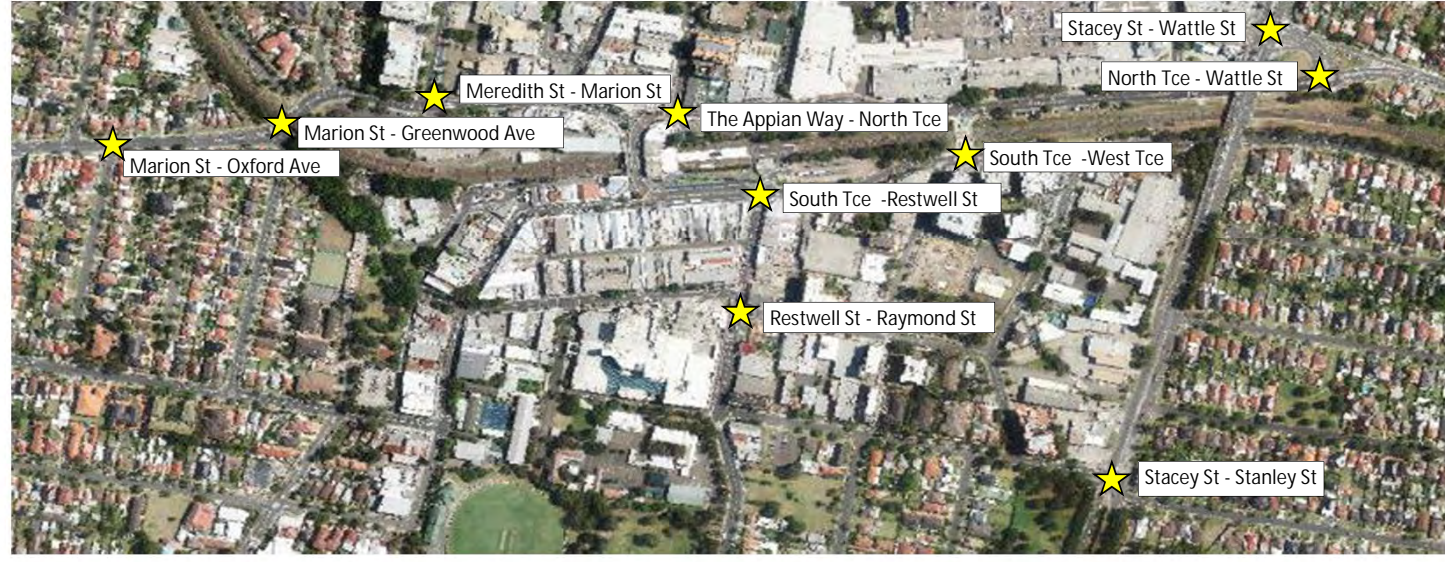 Stacey St - Wattle St
North Tce - Wattle St
Meredith St - Marion St
The Appian Way - North Tce
Marion St - Greenwood Ave
Marion St - Oxford Ave
South Tce -West Tce
South Tce -Restwell St
Restwell St - Raymond St
Stacey St - Stanley St